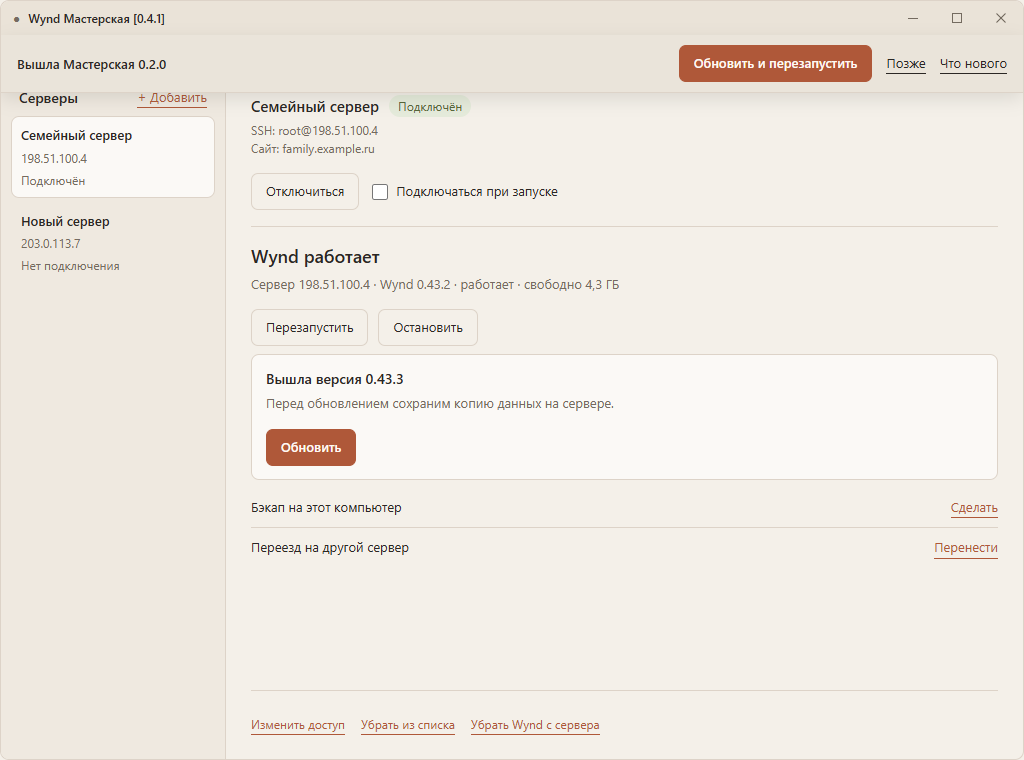 Wynd Мастерская [0.4.1]
Вышла Мастерская 0.2.0
Обновить и перезапустить
Позже
Что нового
Серверы
+ Добавить
Семейный сервер
198.51.100.4
Подключён
Новый сервер
203.0.113.7
Нет подключения
Семейный сервер
Подключён
SSH: root@198.51.100.4
Сайт: family.example.ru
Отключиться
Подключаться при запуске
Wynd работает
Сервер 198.51.100.4 · Wynd 0.43.2 · работает · свободно 4,3 ГБ
Перезапустить
Остановить
Вышла версия 0.43.3
Перед обновлением сохраним копию данных на сервере.
Обновить
Бэкап на этот компьютер
Сделать
Переезд на другой сервер
Перенести
Изменить доступ
Убрать из списка
Убрать Wynd с сервера